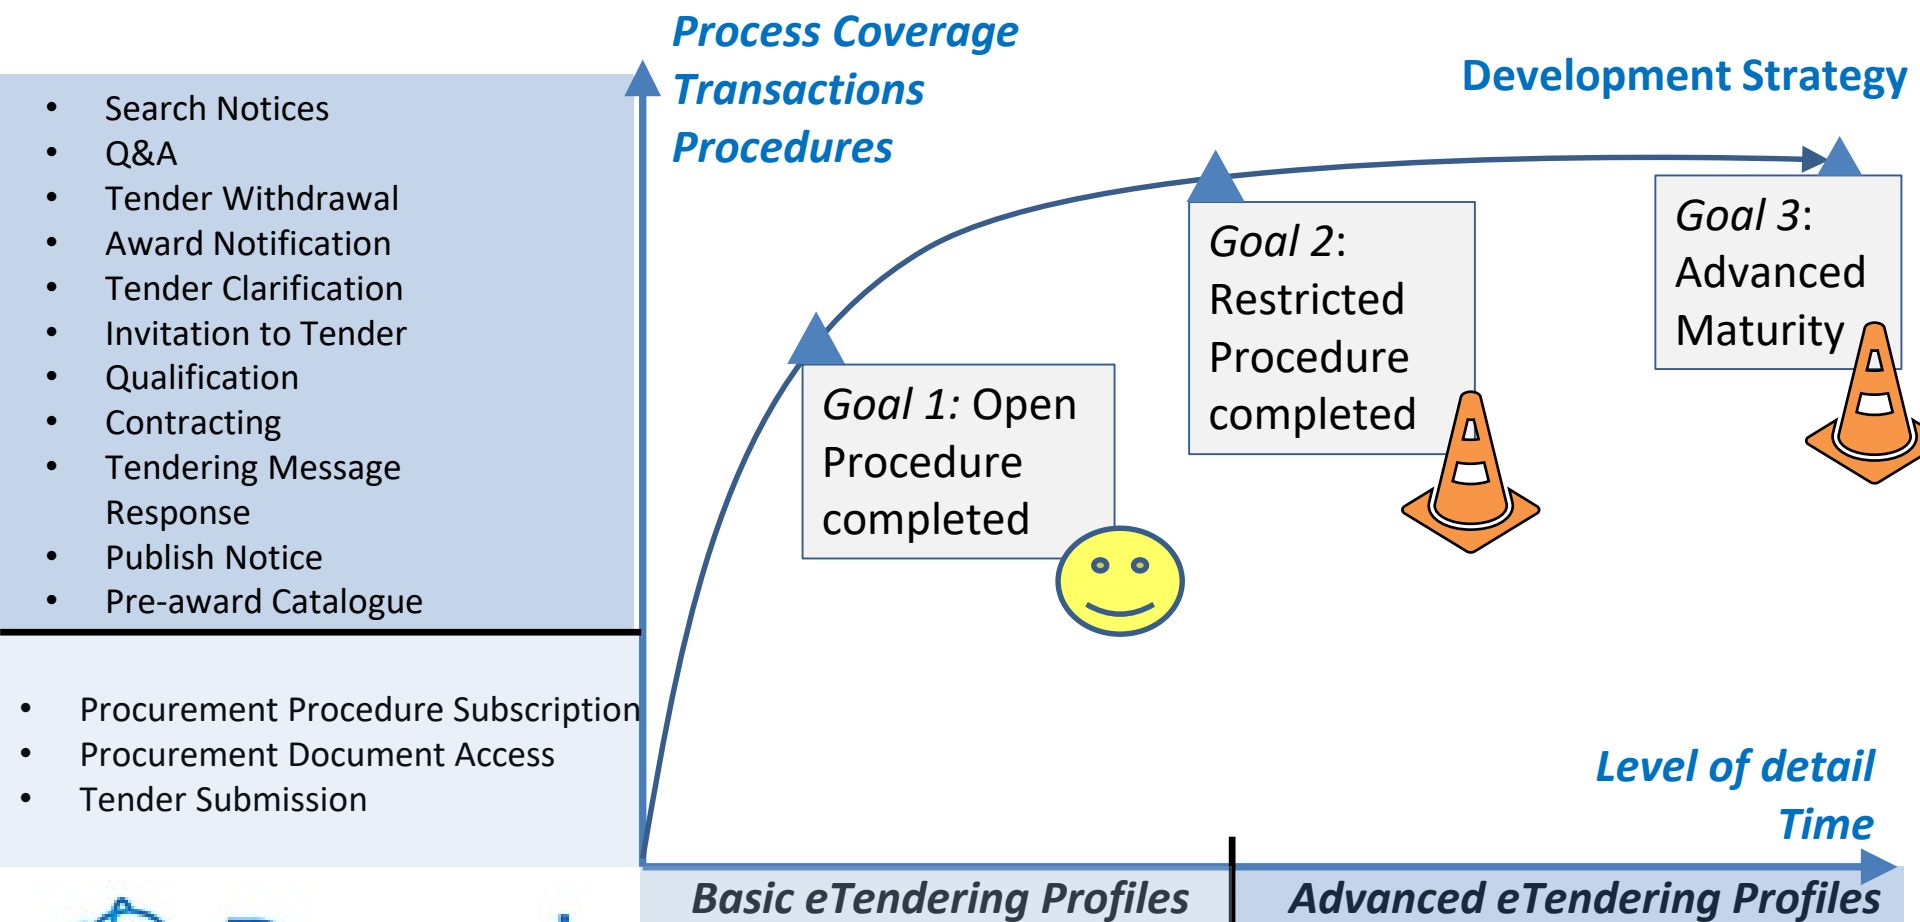 Process Coverage
Transactions
Procedures
Development Strategy
• Search Notices
• Q&A
• Tender Withdrawal
• Award Notification
• Tender Clarification
• Invitation to Tender
• Qualification
• Contracting
• Tendering Message
Response
• Publish Notice
• Pre-award Catalogue
• Procurement Procedure Subscription
• Procurement Document Access
• Tender Submission
Goal 1: Open
Procedure
completed
Goal 2:
Restricted
Procedure
completed
Goal 3:
Advanced
Maturity
Level of detail
Time
Basic eTendering Profiles
Advanced eTendering Profiles